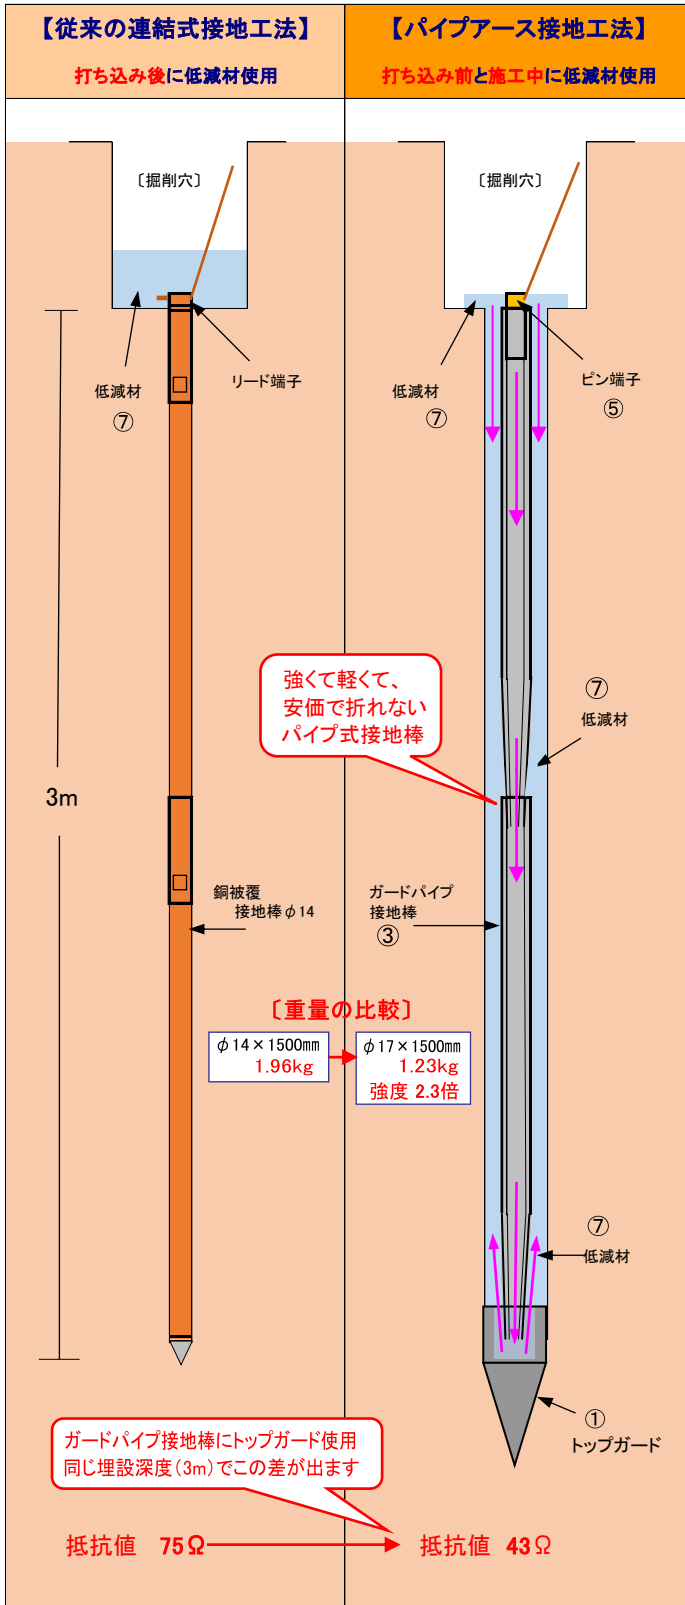 【従来の連結式接地工法】
打ち込み後に低減材使用
【パイプアース接地工法】
打ち込み前と施工中に低減材使用
〔掘削穴〕
低減材
⑦
リード端子
3m
銅被覆
接地棒φ14
〔掘削穴〕
低減材
⑦
ピン端子
⑤
強くて軽くて、
安価で折れない
パイプ式接地棒
⑦
低減材
ガードパイプ
接地棒
③
〔重量の比較〕
φ14×1500mm
1.96kg
φ17×1500mm
1.23kg
強度 2.3倍
⑦
低減材
①
トップガード
ガードパイプ接地棒にトップガード使用
同じ埋設深度(3m)でこの差が出ます
抵抗値 75Ω
抵抗値 43Ω